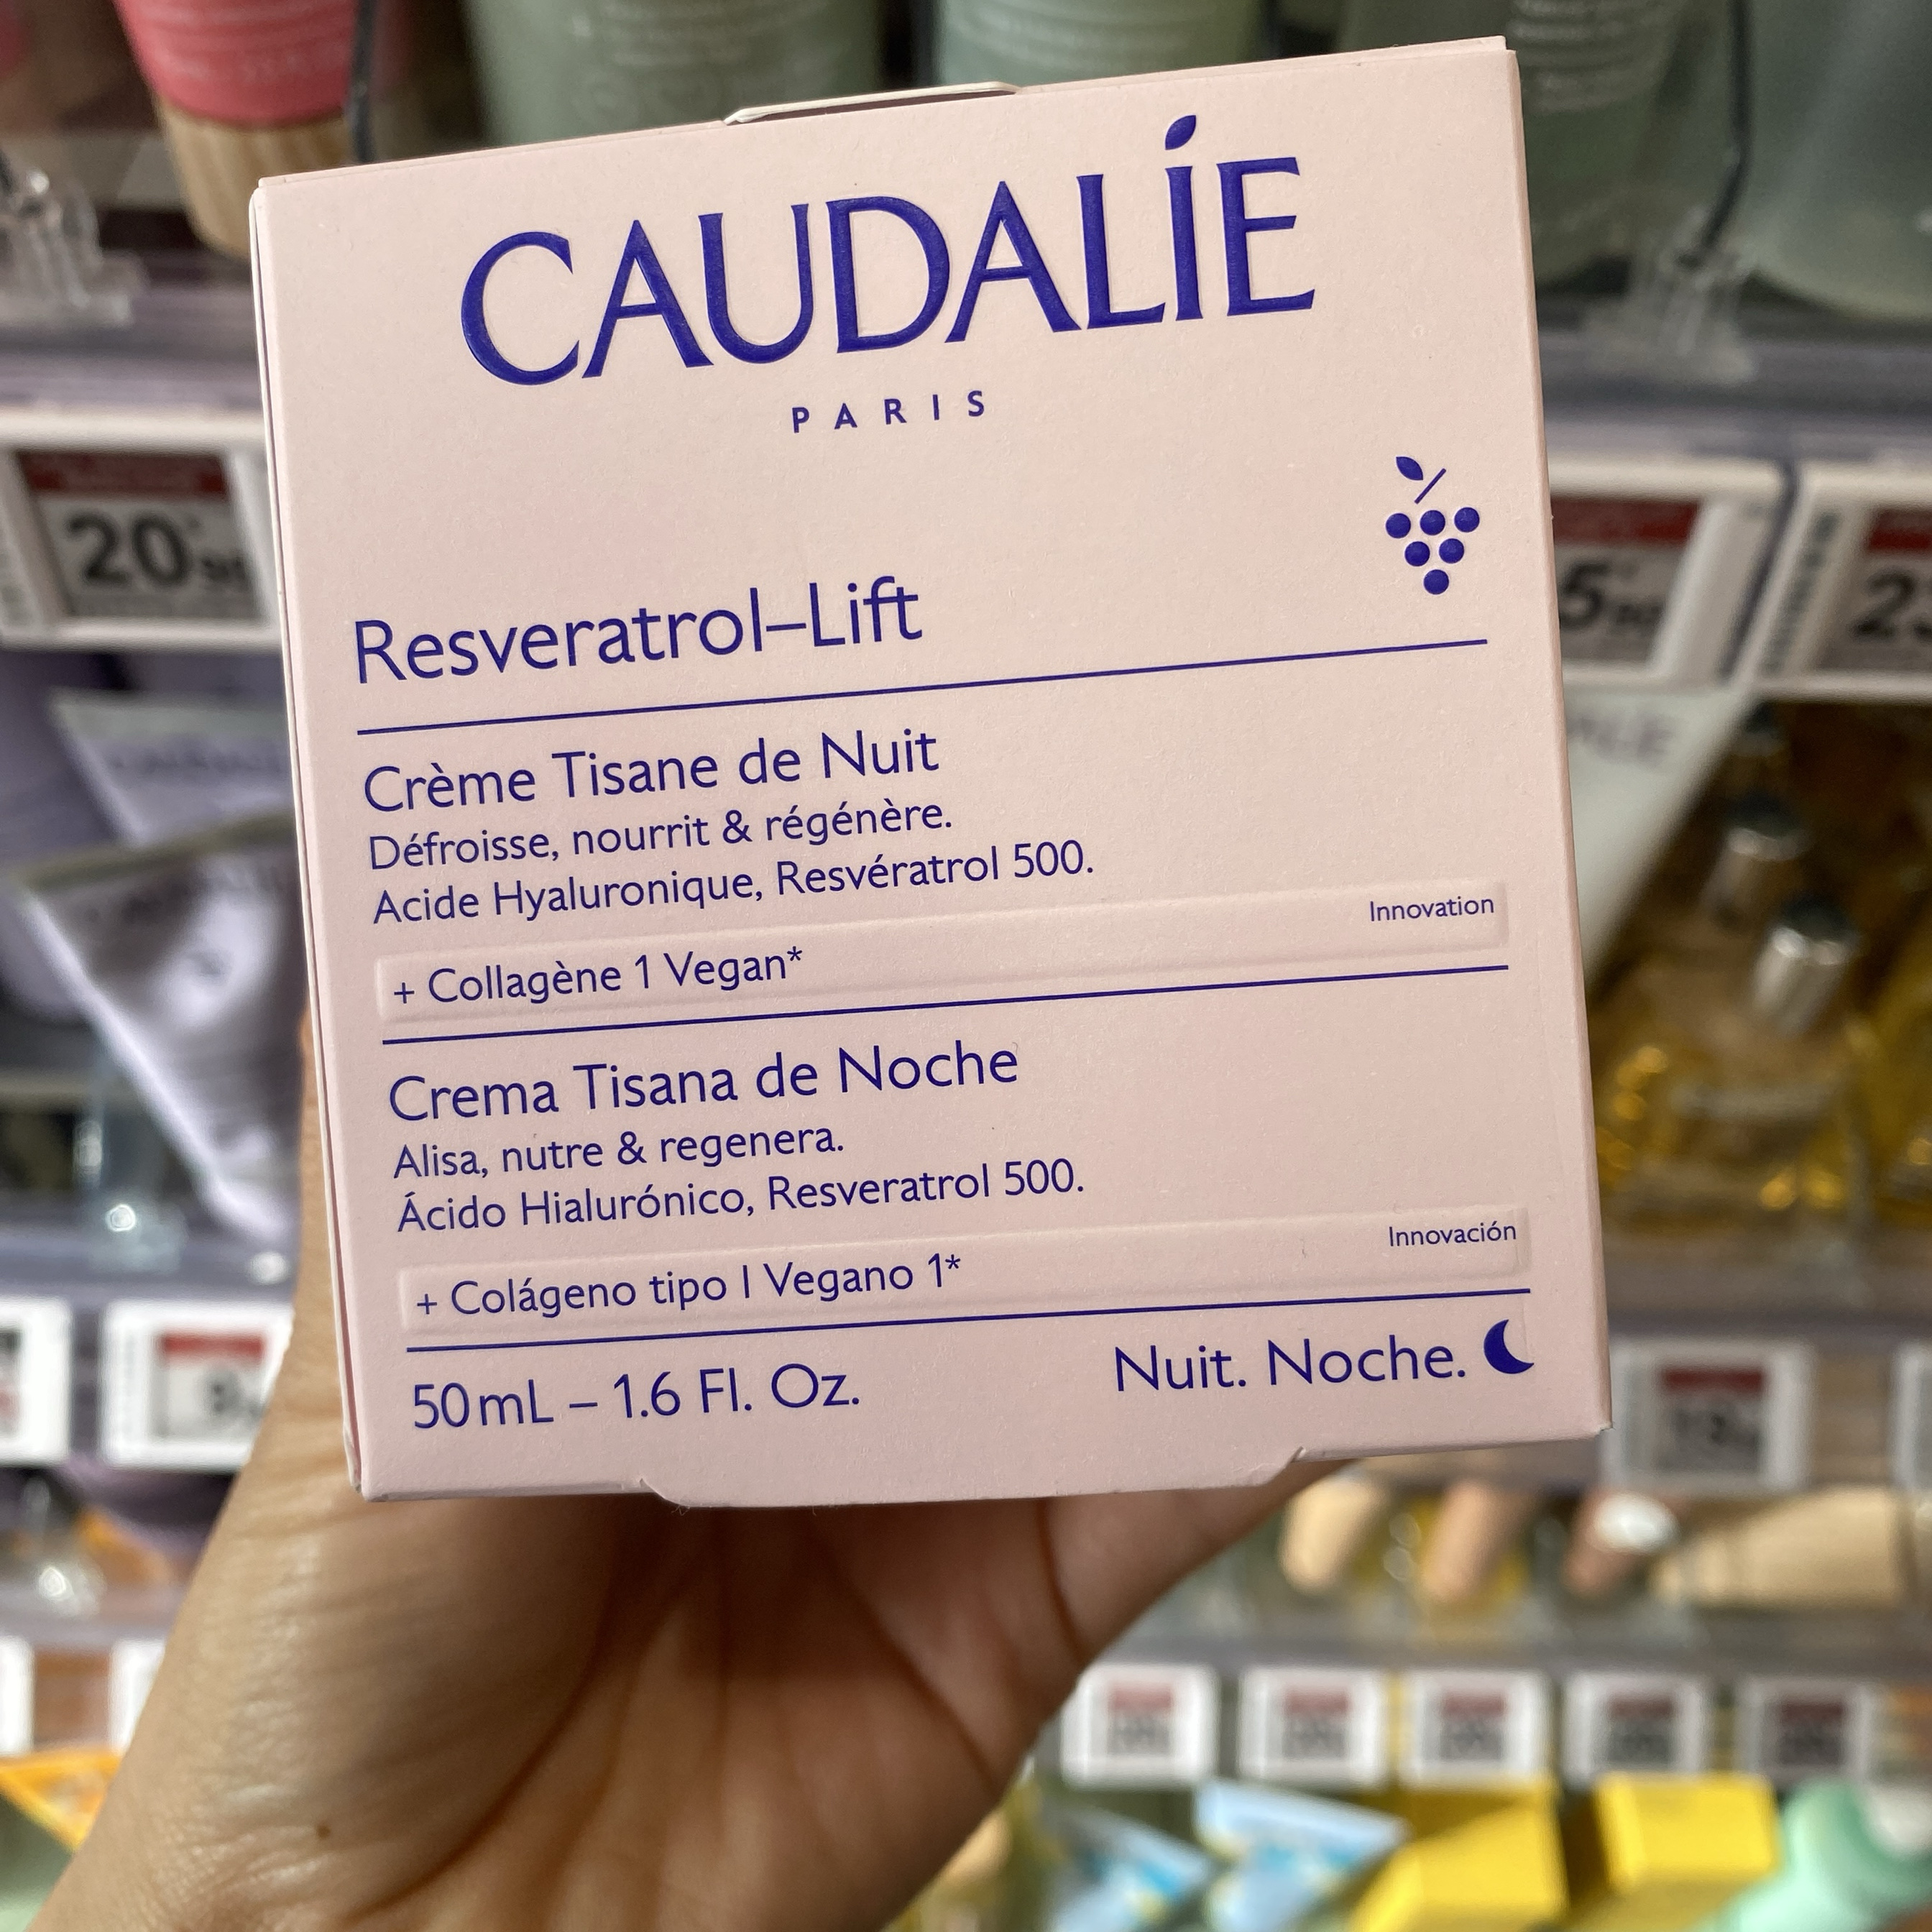 CAUDALÍE
PARIS
Resveratrol–Lift
Crème Tisane de Nuit
Défroisse, nourrit & régénère.
Acide Hyaluronique, Resvératrol 500.
Innovation
+ Collagène 1 Vegan*
Crema Tisana de Noche
Alisa, nutre & regenera.
Ácido Hialurónico, Resveratrol 500.
Innovación
+ Colágeno tipo I Vegano 1*
50 mL – 1.6 Fl. Oz.
Nuit. Noche.
20